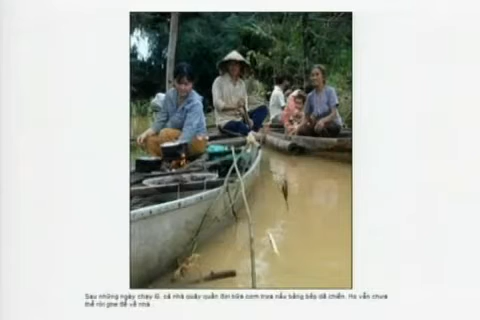 Sau những ngày chạy lũ, cả nhà quây quần bên bữa cơm trưa nấu bằng bếp dã chiến. Họ vẫn chưa
thể rời ghe để về nhà